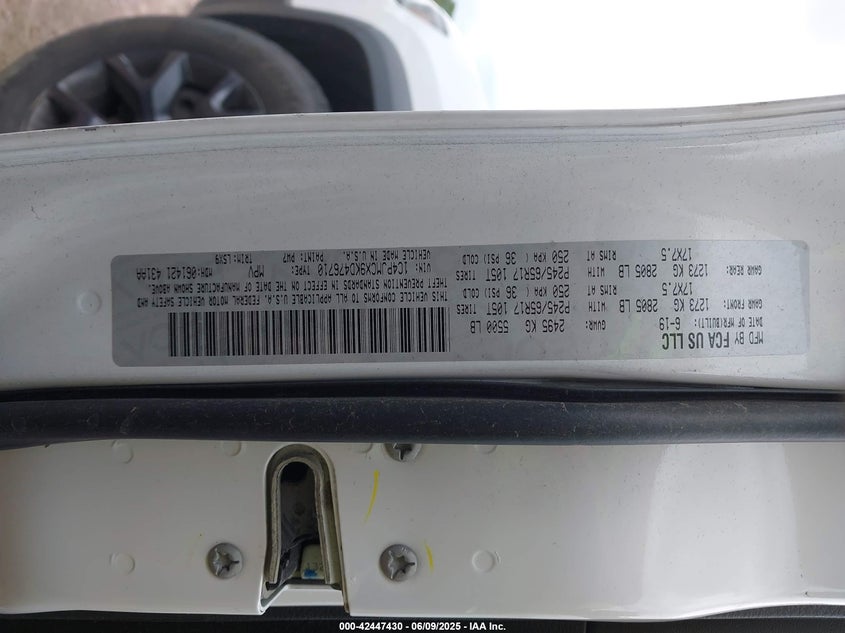 MFD BY FCA US LLC
DATE OF MFR(BUILT): 6-19
GVWR: 2495 KG 5500 LB
GAWR FRONT: 1273 KG 2805 LB WITH P245/65R17 105T TIRES
17X7.5 RIMS AT 250 KPA ( 36 PSI) COLD
GAWR REAR: 1273 KG 2805 LB WITH P245/65R17 105T TIRES
17X7.5 RIMS AT 250 KPA ( 36 PSI) COLD
THIS VEHICLE CONFORMS TO ALL APPLICABLE U.S.A. FEDERAL MOTOR VEHICLE SAFETY AND
THEFT PREVENTION STANDARDS IN EFFECT ON THE DATE OF MANUFACTURE SHOWN ABOVE.
VIN: 1C4PJMCX9KD476710 TYPE: MPV MDH:061421 431AA
VEHICLE MADE IN U.S.A. PAINT: PW7 TRIM: LSX9
000-42447430 - 06/09/2025 - IAA Inc.